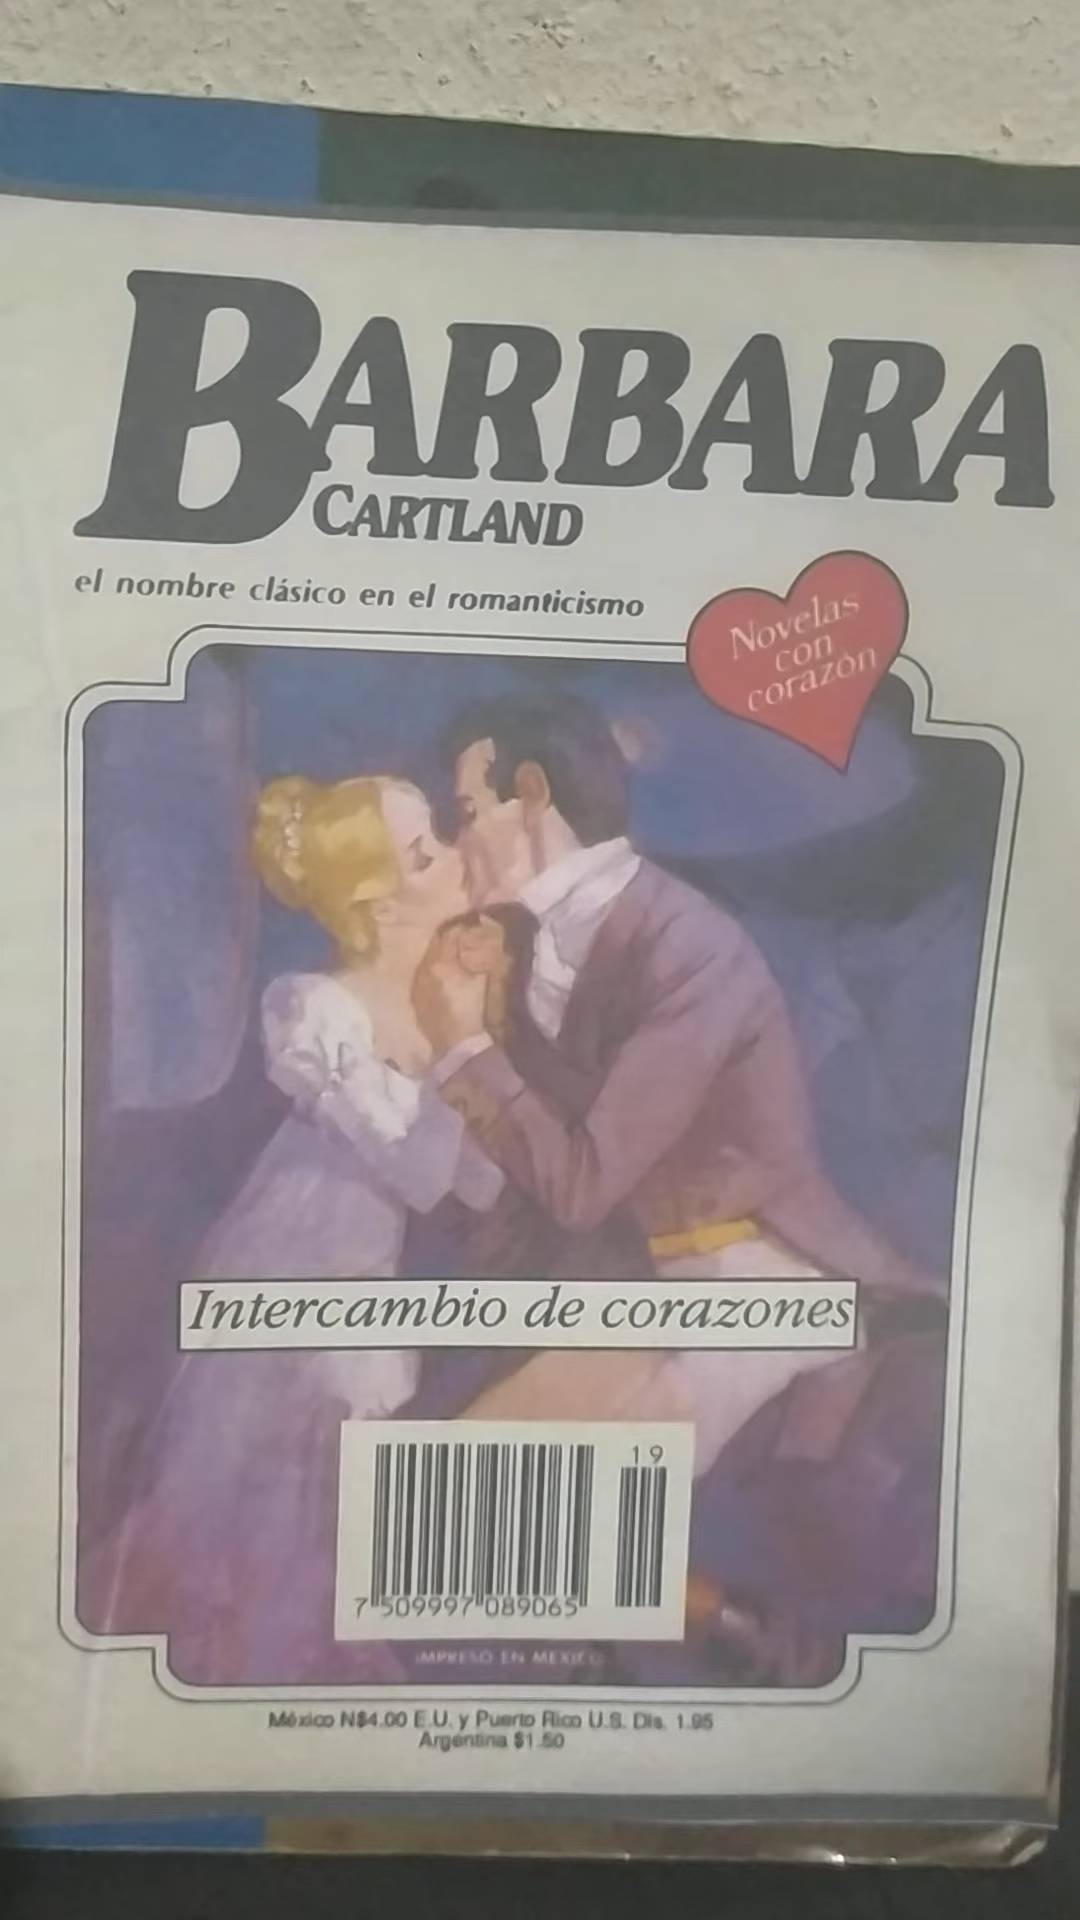 BARBARA
CARTLAND
el nombre clásico en el romanticismo
Novelas
con
corazón
Intercambio de corazones
19
7 509997 089065
IMPRESO EN MEXICO
México N$4.00 E.U. y Puerto Rico U.S. Dls. 1.95
Argentina $1.50